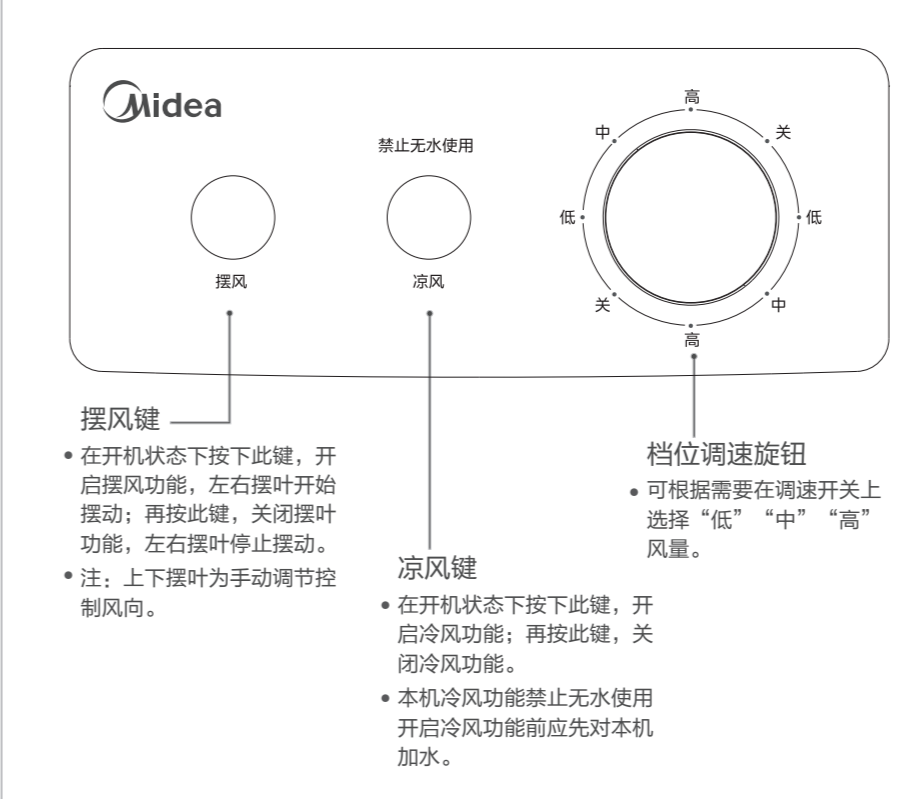 Midea
禁止无水使用
高
中
关
低
低
关
中
高
摆风
凉风
摆风键
• 在开机状态下按下此键，开
启摆风功能，左右摆叶开始
摆动；再按此键，关闭摆叶
功能，左右摆叶停止摆动。
• 注：上下摆叶为手动调节控
制风向。
凉风键
• 在开机状态下按下此键，开
启冷风功能；再按此键，关
闭冷风功能。
• 本机冷风功能禁止无水使用
开启冷风功能前应先对本机
加水。
档位调速旋钮
• 可根据需要在调速开关上
选择“低”“中”“高”
风量。